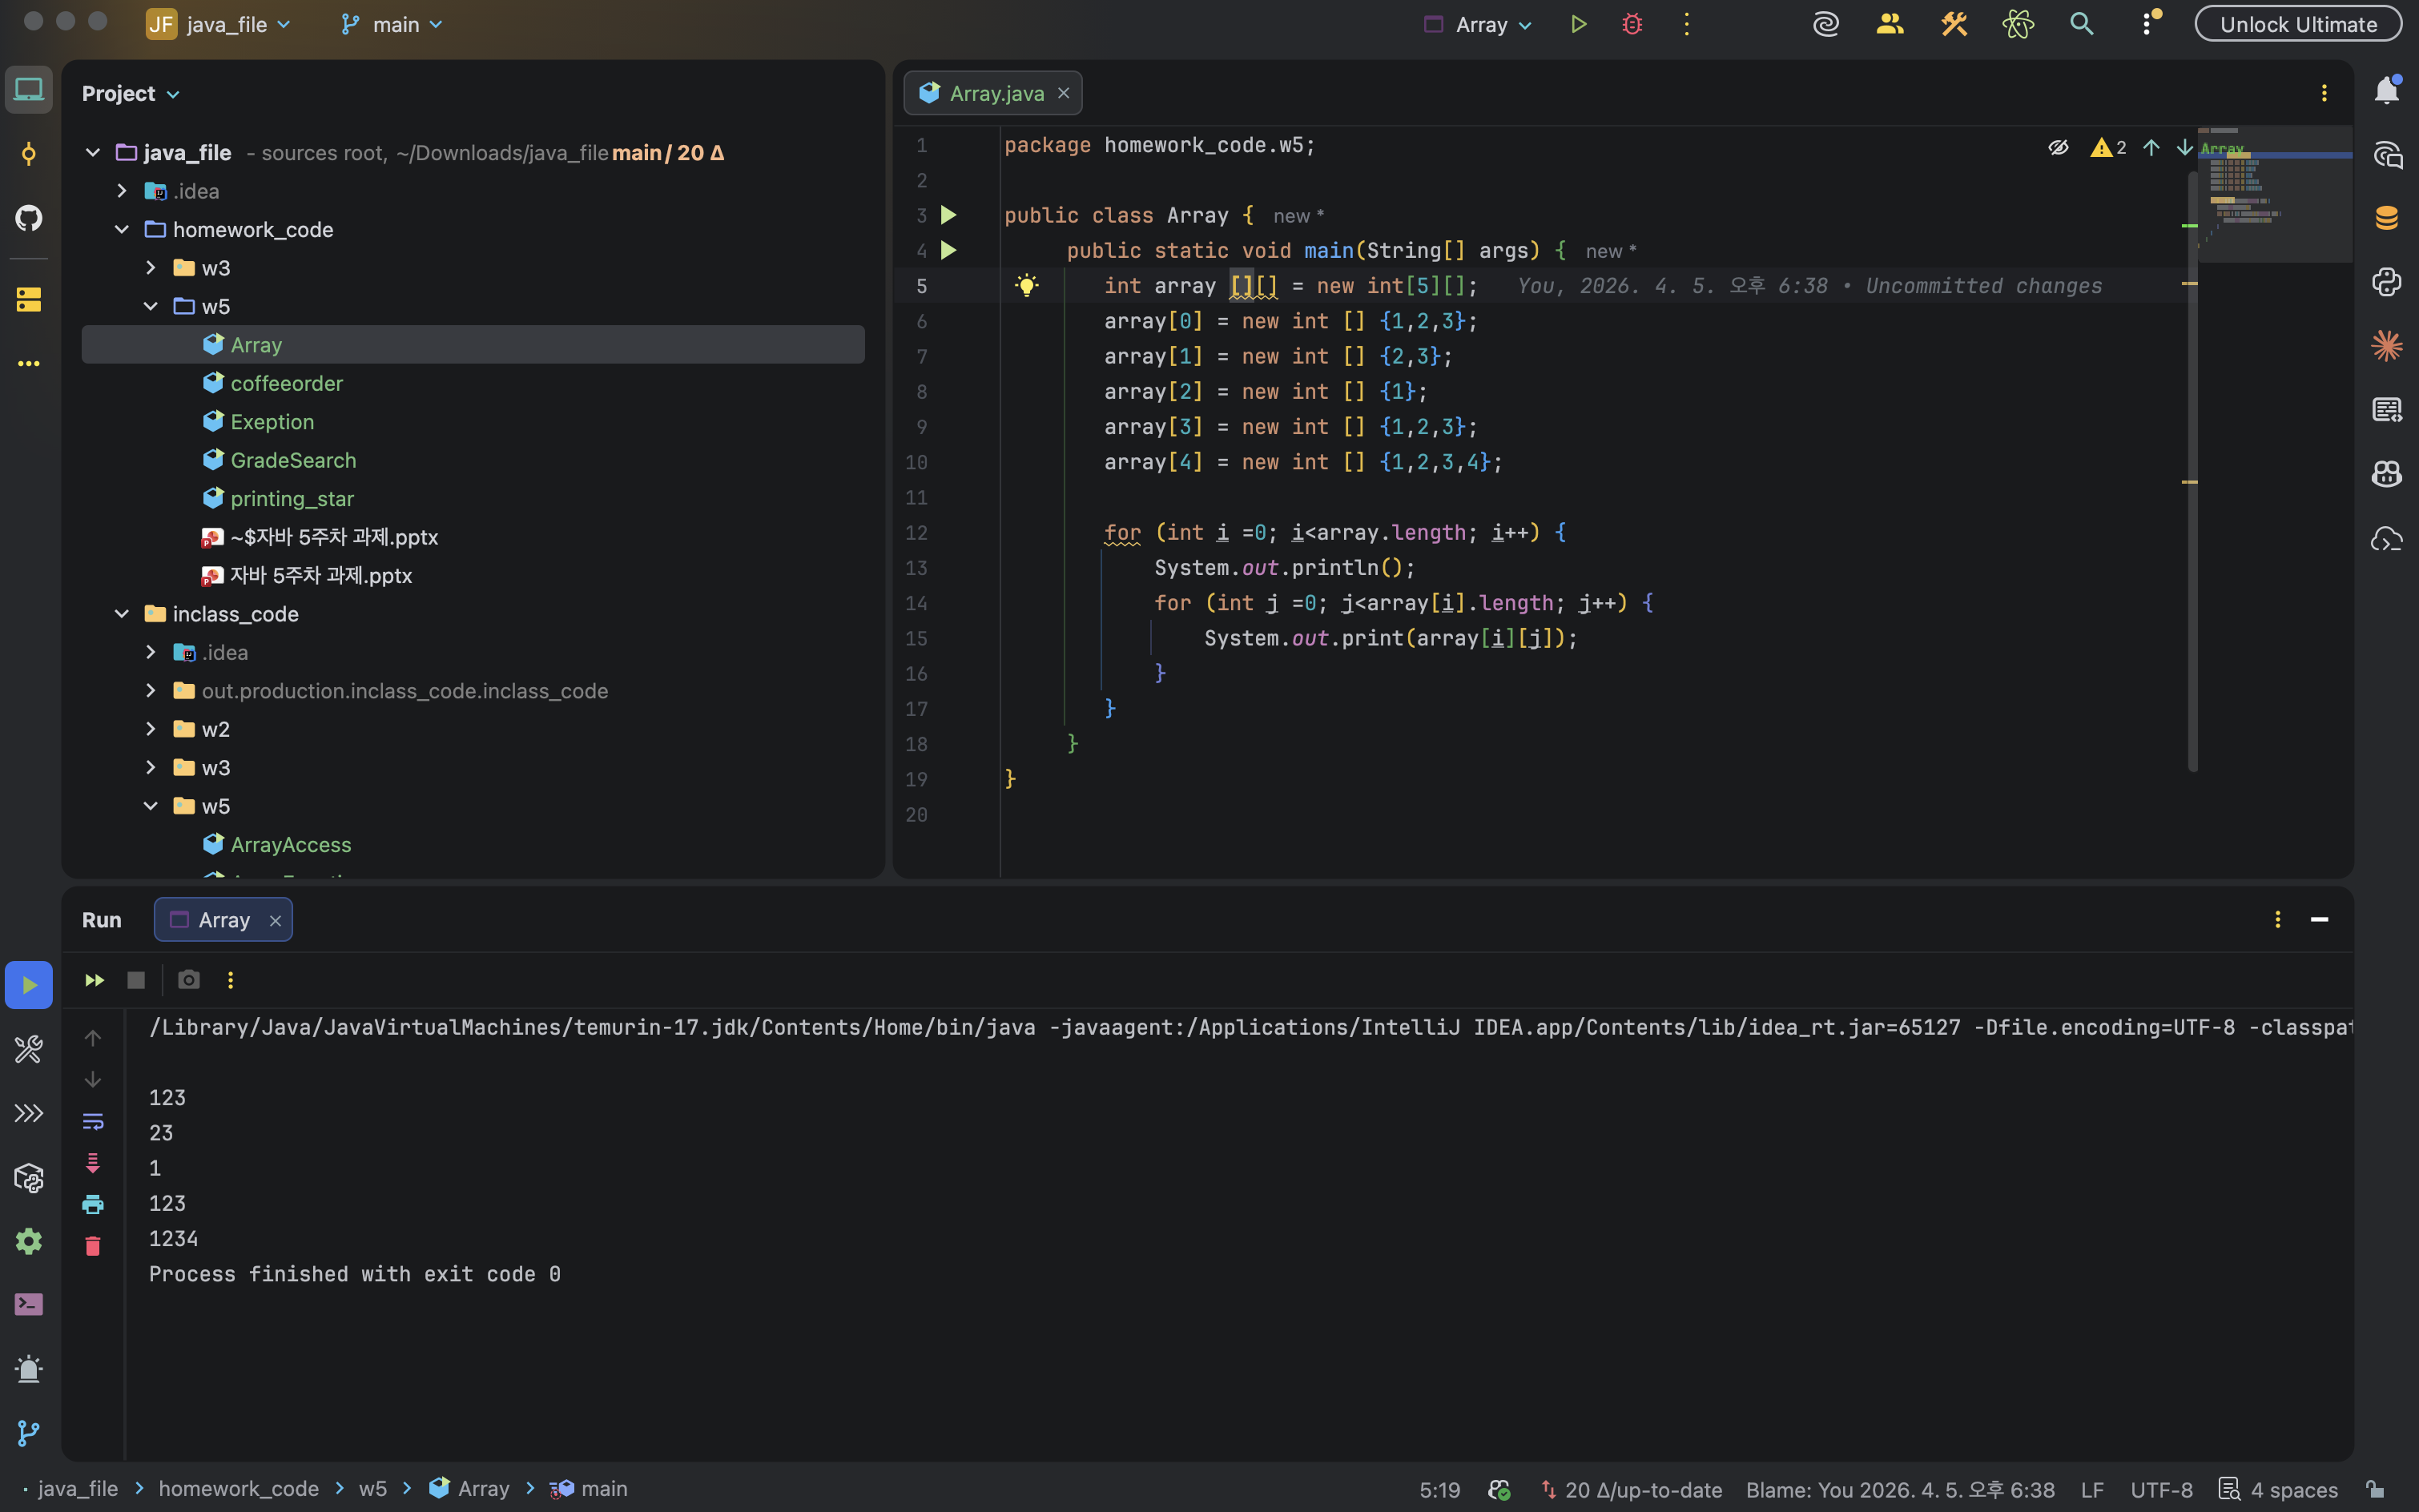 JF java_file main Array Unlock Ultimate
Project
java_file - sources root, ~/Downloads/java_file main / 20 Δ
.idea
homework_code
w3
w5
Array
coffeeorder
Exeption
GradeSearch
printing_star
~$자바 5주차 과제.pptx
자바 5주차 과제.pptx
inclass_code
.idea
out.production.inclass_code.inclass_code
w2
w3
w5
ArrayAccess
Array.java
2
Array
1 package homework_code.w5;
2
3 public class Array { new *
4 public static void main(String[] args) { new *
5 int array [][] = new int[5][]; You, 2026. 4. 5. 오후 6:38 • Uncommitted changes
6 array[0] = new int [] {1,2,3};
7 array[1] = new int [] {2,3};
8 array[2] = new int [] {1};
9 array[3] = new int [] {1,2,3};
10 array[4] = new int [] {1,2,3,4};
11
12 for (int i =0; i<array.length; i++) {
13 System.out.println();
14 for (int j =0; j<array[i].length; j++) {
15 System.out.print(array[i][j]);
16 }
17 }
18 }
19 }
20
Run Array
/Library/Java/JavaVirtualMachines/temurin-17.jdk/Contents/Home/bin/java -javaagent:/Applications/IntelliJ IDEA.app/Contents/lib/idea_rt.jar=65127 -Dfile.encoding=UTF-8 -classpat
123
23
1
123
1234
Process finished with exit code 0
java_file > homework_code > w5 > Array > main
5:19 20 Δ/up-to-date Blame: You 2026. 4. 5. 오후 6:38 LF UTF-8 4 spaces